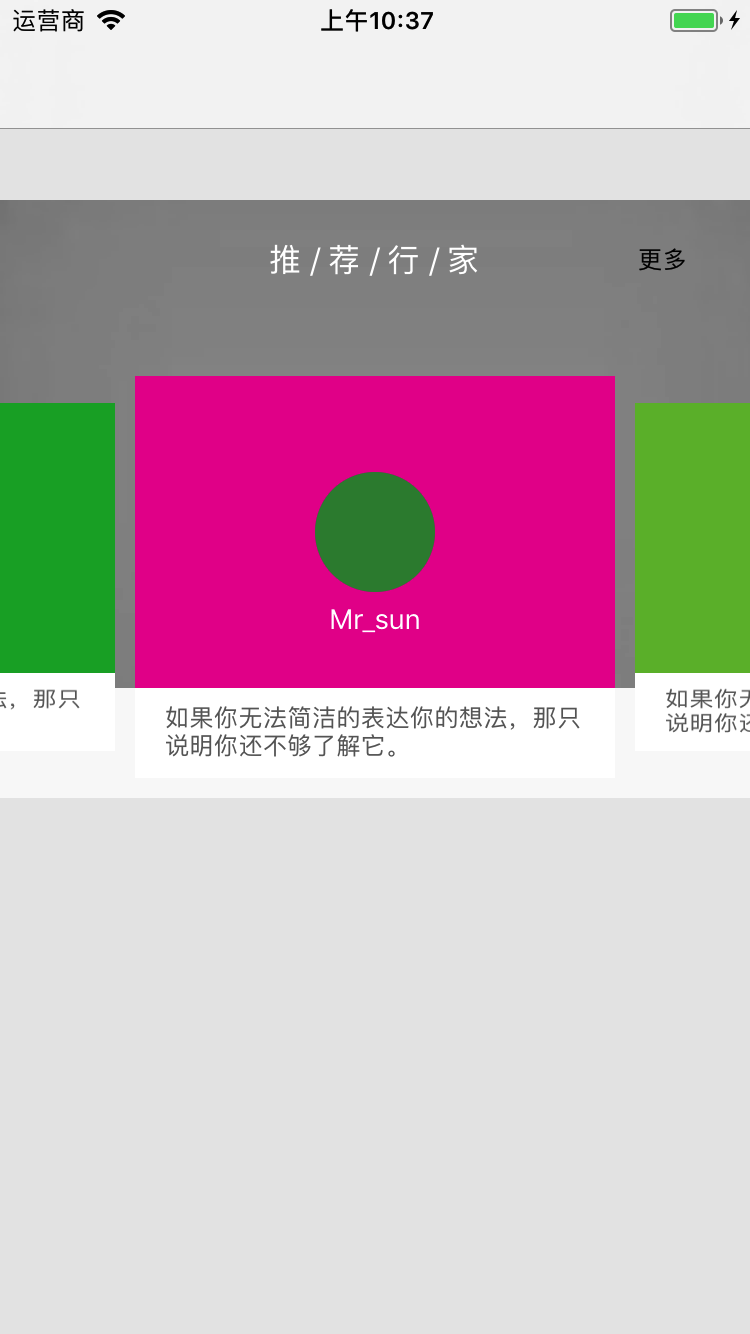 运营商
上午10:37
推 / 荐 / 行 / 家
更多
Mr_sun
如果你无法简洁的表达你的想法，那只
说明你还不够了解它。
法，那只
如果你无
说明你还